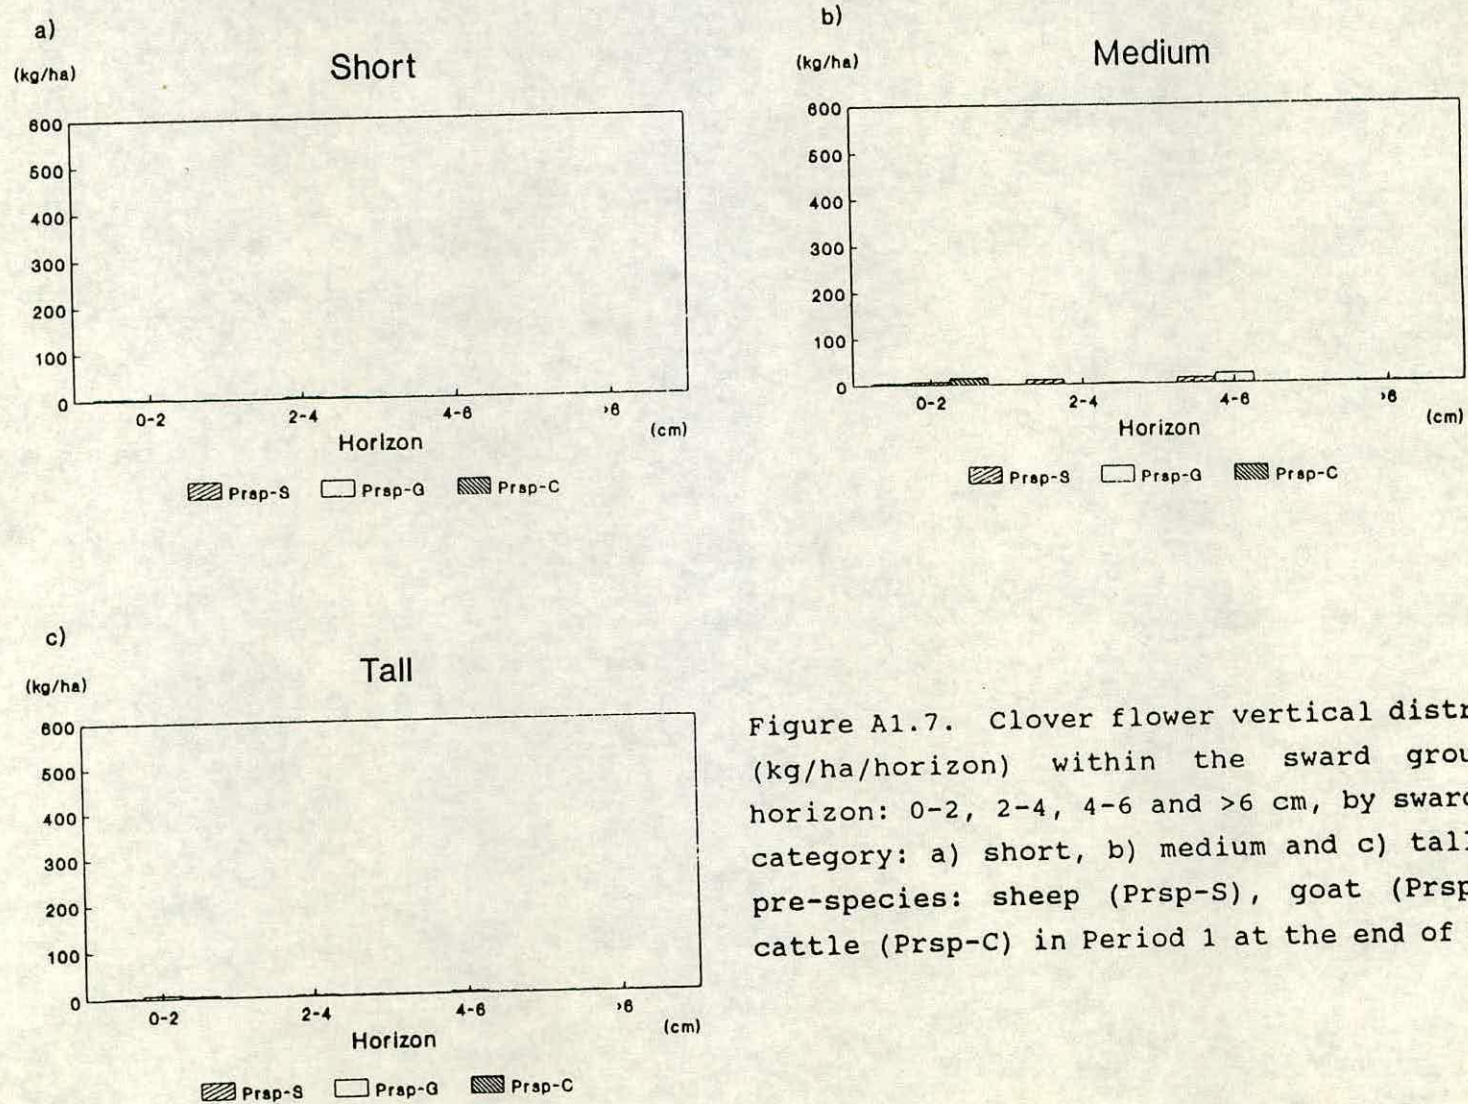 a)
(kg/ha)
Short
600
500
400
300
200
100
0
0-2
2-4
4-6
>6
Horizon
(cm)
Prsp-S Prsp-G Prsp-C
b)
(kg/ha)
Medium
600
500
400
300
200
100
0
0-2
2-4
4-6
>6
Horizon
(cm)
Prsp-S Prsp-G Prsp-C
c)
(kg/ha)
Tall
600
500
400
300
200
100
0
0-2
2-4
4-6
>6
Horizon
(cm)
Prsp-S Prsp-G Prsp-C
Figure A1.7. Clover flower vertical distr
(kg/ha/horizon) within the sward grou
horizon: 0-2, 2-4, 4-6 and >6 cm, by sward
category: a) short, b) medium and c) tall
pre-species: sheep (Prsp-S), goat (Prsp
cattle (Prsp-C) in Period 1 at the end of